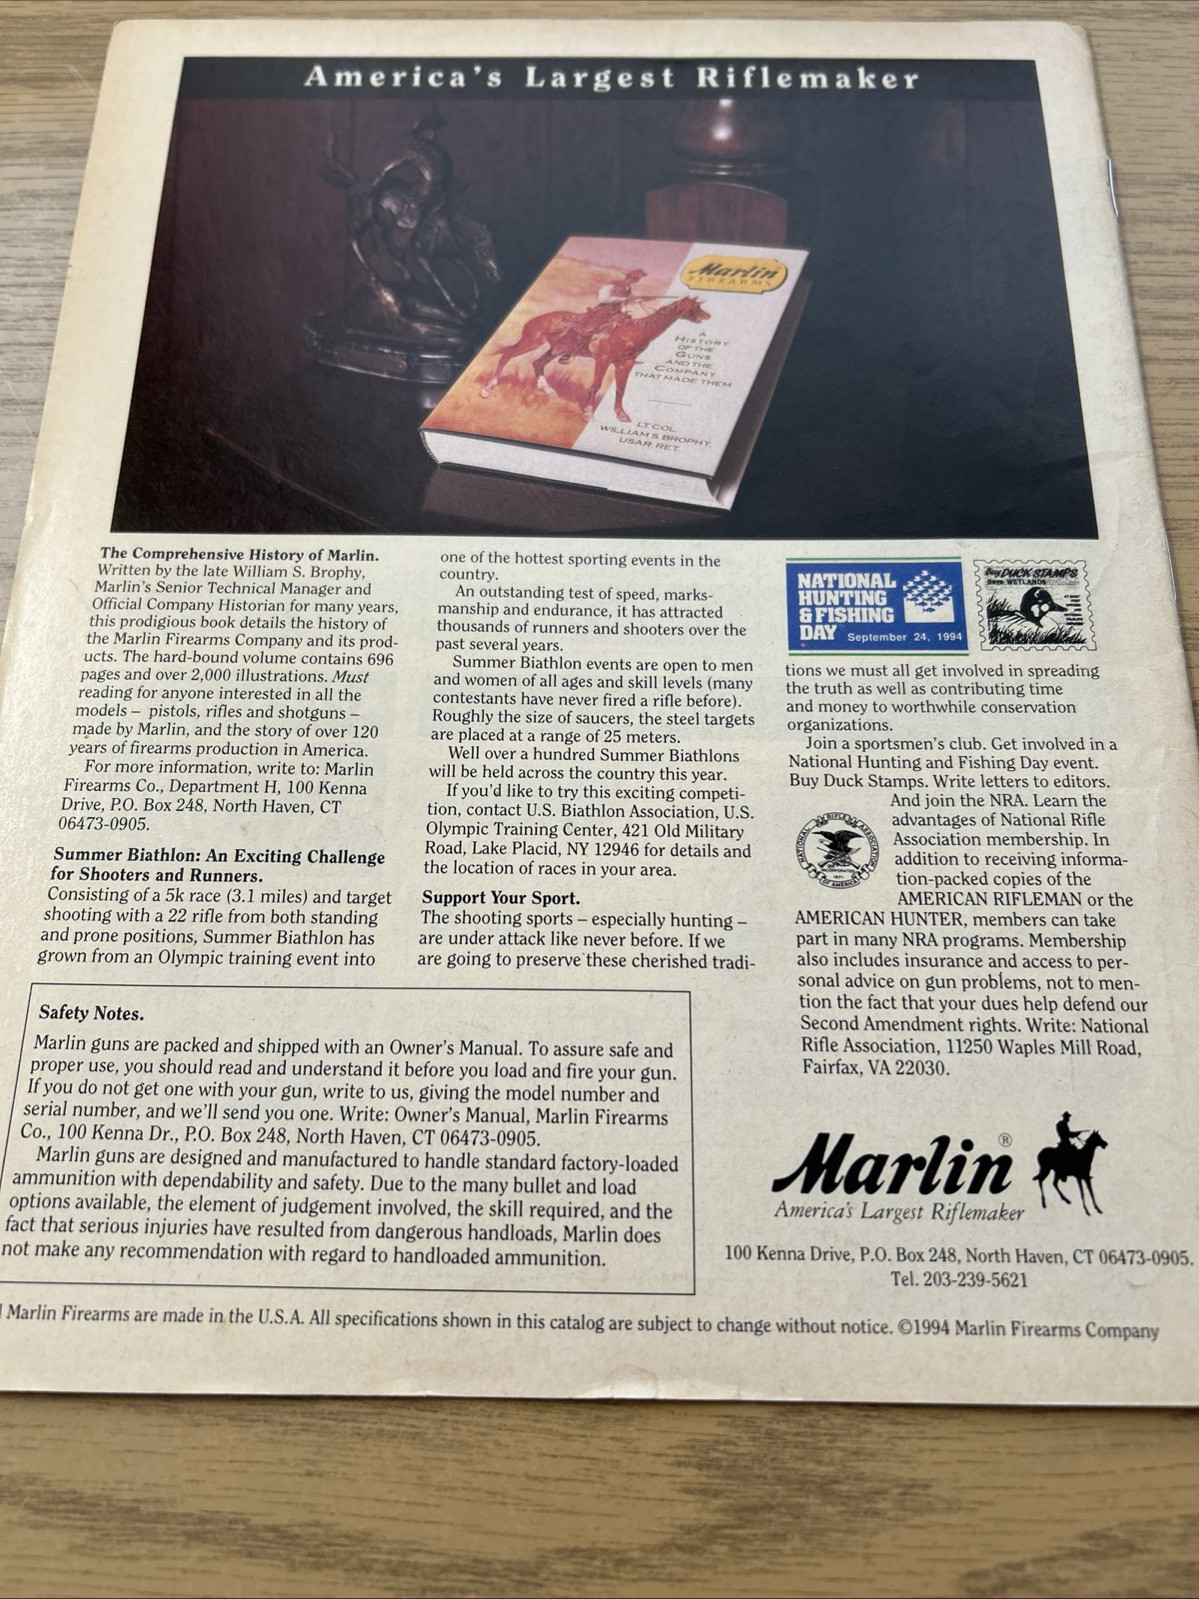 America's Largest Riflemaker
Marlin
FIREARMS
A
HISTORY
OF THE
GUNS
AND THE
COMPANY
THAT MADE THEM
LT. COL.
WILLIAM S. BROPHY,
USAR, RET.
The Comprehensive History of Marlin.
Written by the late William S. Brophy,
Marlin's Senior Technical Manager and
Official Company Historian for many years,
this prodigious book details the history of
the Marlin Firearms Company and its prod-
ucts. The hard-bound volume contains 696
pages and over 2,000 illustrations. Must
reading for anyone interested in all the
models – pistols, rifles and shotguns –
made by Marlin, and the story of over 120
years of firearms production in America.
For more information, write to: Marlin
Firearms Co., Department H, 100 Kenna
Drive, P.O. Box 248, North Haven, CT
06473-0905.
Summer Biathlon: An Exciting Challenge
for Shooters and Runners.
Consisting of a 5k race (3.1 miles) and target
shooting with a 22 rifle from both standing
and prone positions, Summer Biathlon has
grown from an Olympic training event into
one of the hottest sporting events in the
country.
An outstanding test of speed, marks-
manship and endurance, it has attracted
thousands of runners and shooters over the
past several years.
Summer Biathlon events are open to men
and women of all ages and skill levels (many
contestants have never fired a rifle before).
Roughly the size of saucers, the steel targets
are placed at a range of 25 meters.
Well over a hundred Summer Biathlons
will be held across the country this year.
If you'd like to try this exciting competi-
tion, contact U.S. Biathlon Association, U.S.
Olympic Training Center, 421 Old Military
Road, Lake Placid, NY 12946 for details and
the location of races in your area.
Support Your Sport.
The shooting sports – especially hunting –
are under attack like never before. If we
are going to preserve these cherished tradi-
NATIONAL
HUNTING
& FISHING
DAY September 24, 1994
Buy DUCK STAMPS
Save WETLANDS
tions we must all get involved in spreading
the truth as well as contributing time
and money to worthwhile conservation
organizations.
Join a sportsmen's club. Get involved in a
National Hunting and Fishing Day event.
Buy Duck Stamps. Write letters to editors.
And join the NRA. Learn the
advantages of National Rifle
Association membership. In
addition to receiving informa-
tion-packed copies of the
AMERICAN RIFLEMAN or the
AMERICAN HUNTER, members can take
part in many NRA programs. Membership
also includes insurance and access to per-
sonal advice on gun problems, not to men-
tion the fact that your dues help defend our
Second Amendment rights. Write: National
Rifle Association, 11250 Waples Mill Road,
Fairfax, VA 22030.
NATIONAL RIFLE ASSOCIATION
INCORPORATED
1871
OF AMERICA
Safety Notes.
Marlin guns are packed and shipped with an Owner's Manual. To assure safe and
proper use, you should read and understand it before you load and fire your gun.
If you do not get one with your gun, write to us, giving the model number and
serial number, and we'll send you one. Write: Owner's Manual, Marlin Firearms
Co., 100 Kenna Dr., P.O. Box 248, North Haven, CT 06473-0905.
Marlin guns are designed and manufactured to handle standard factory-loaded
ammunition with dependability and safety. Due to the many bullet and load
options available, the element of judgement involved, the skill required, and the
fact that serious injuries have resulted from dangerous handloads, Marlin does
not make any recommendation with regard to handloaded ammunition.
Marlin®
America's Largest Riflemaker
100 Kenna Drive, P.O. Box 248, North Haven, CT 06473-0905.
Tel. 203-239-5621
Marlin Firearms are made in the U.S.A. All specifications shown in this catalog are subject to change without notice. ©1994 Marlin Firearms Company